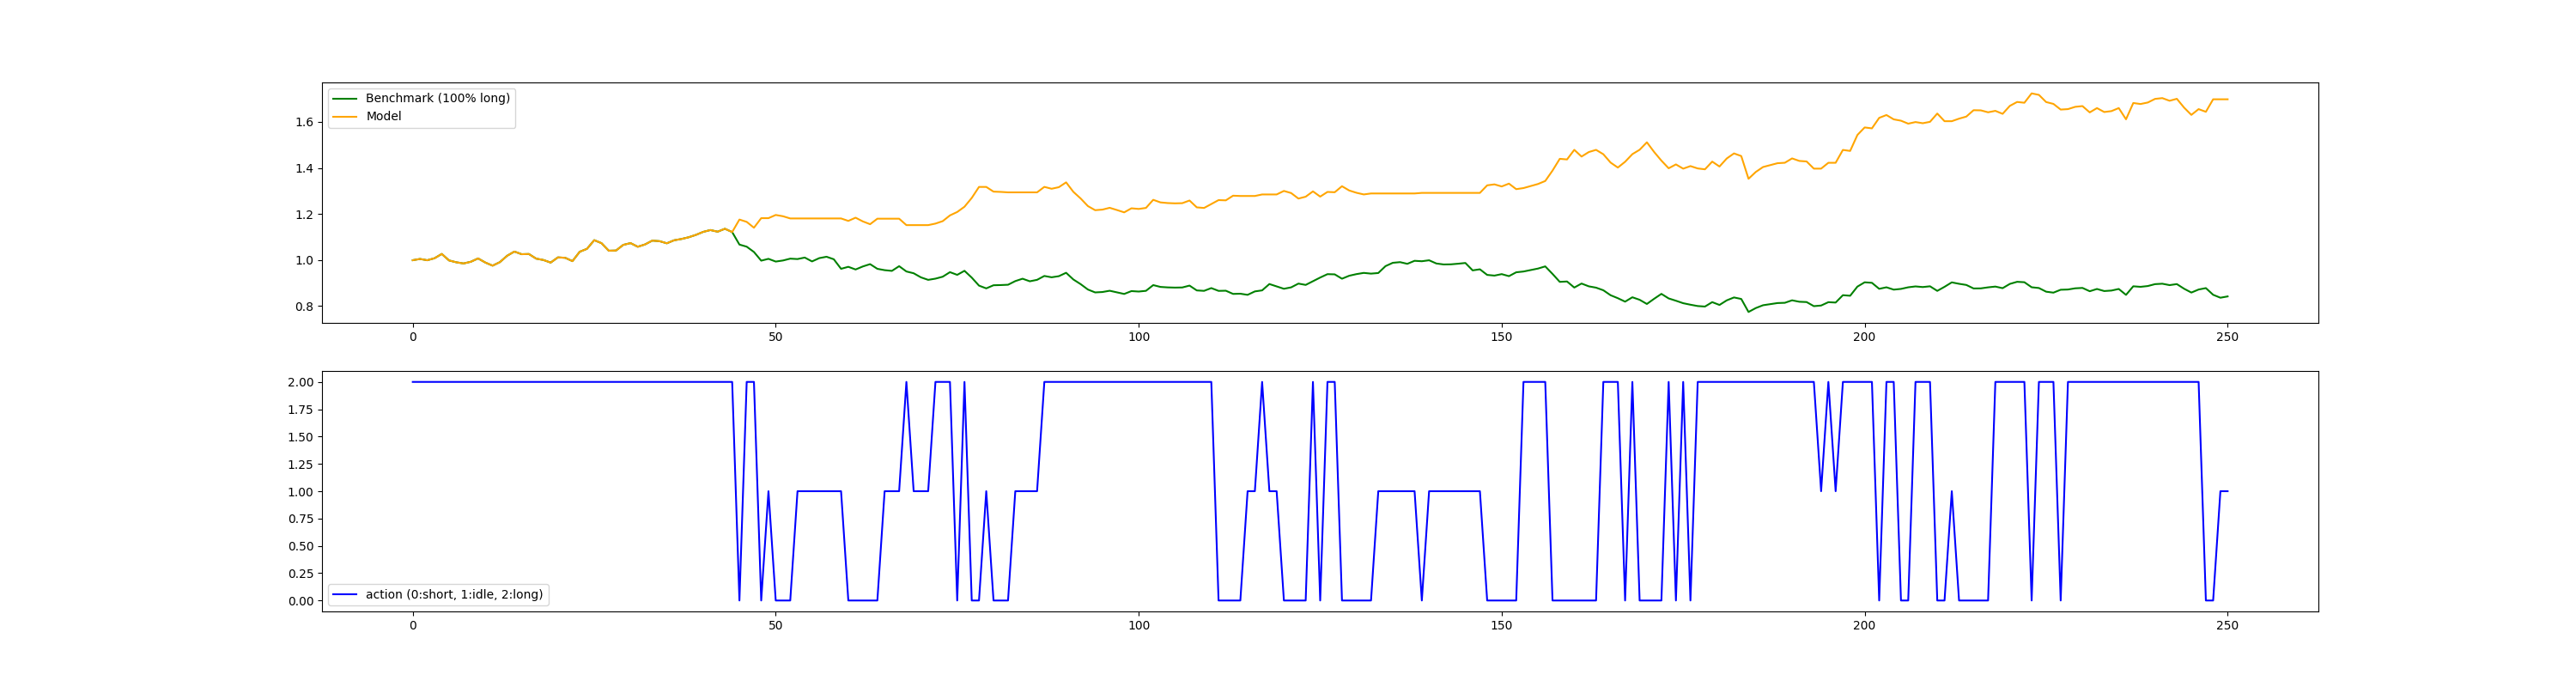 Benchmark (100% long)
Model
1.6
1.4
1.2
1.0
0.8
0 50 100 150 200 250
2.00
1.75
1.50
1.25
1.00
0.75
0.50
0.25
0.00
action (0:short, 1:idle, 2:long)
0 50 100 150 200 250